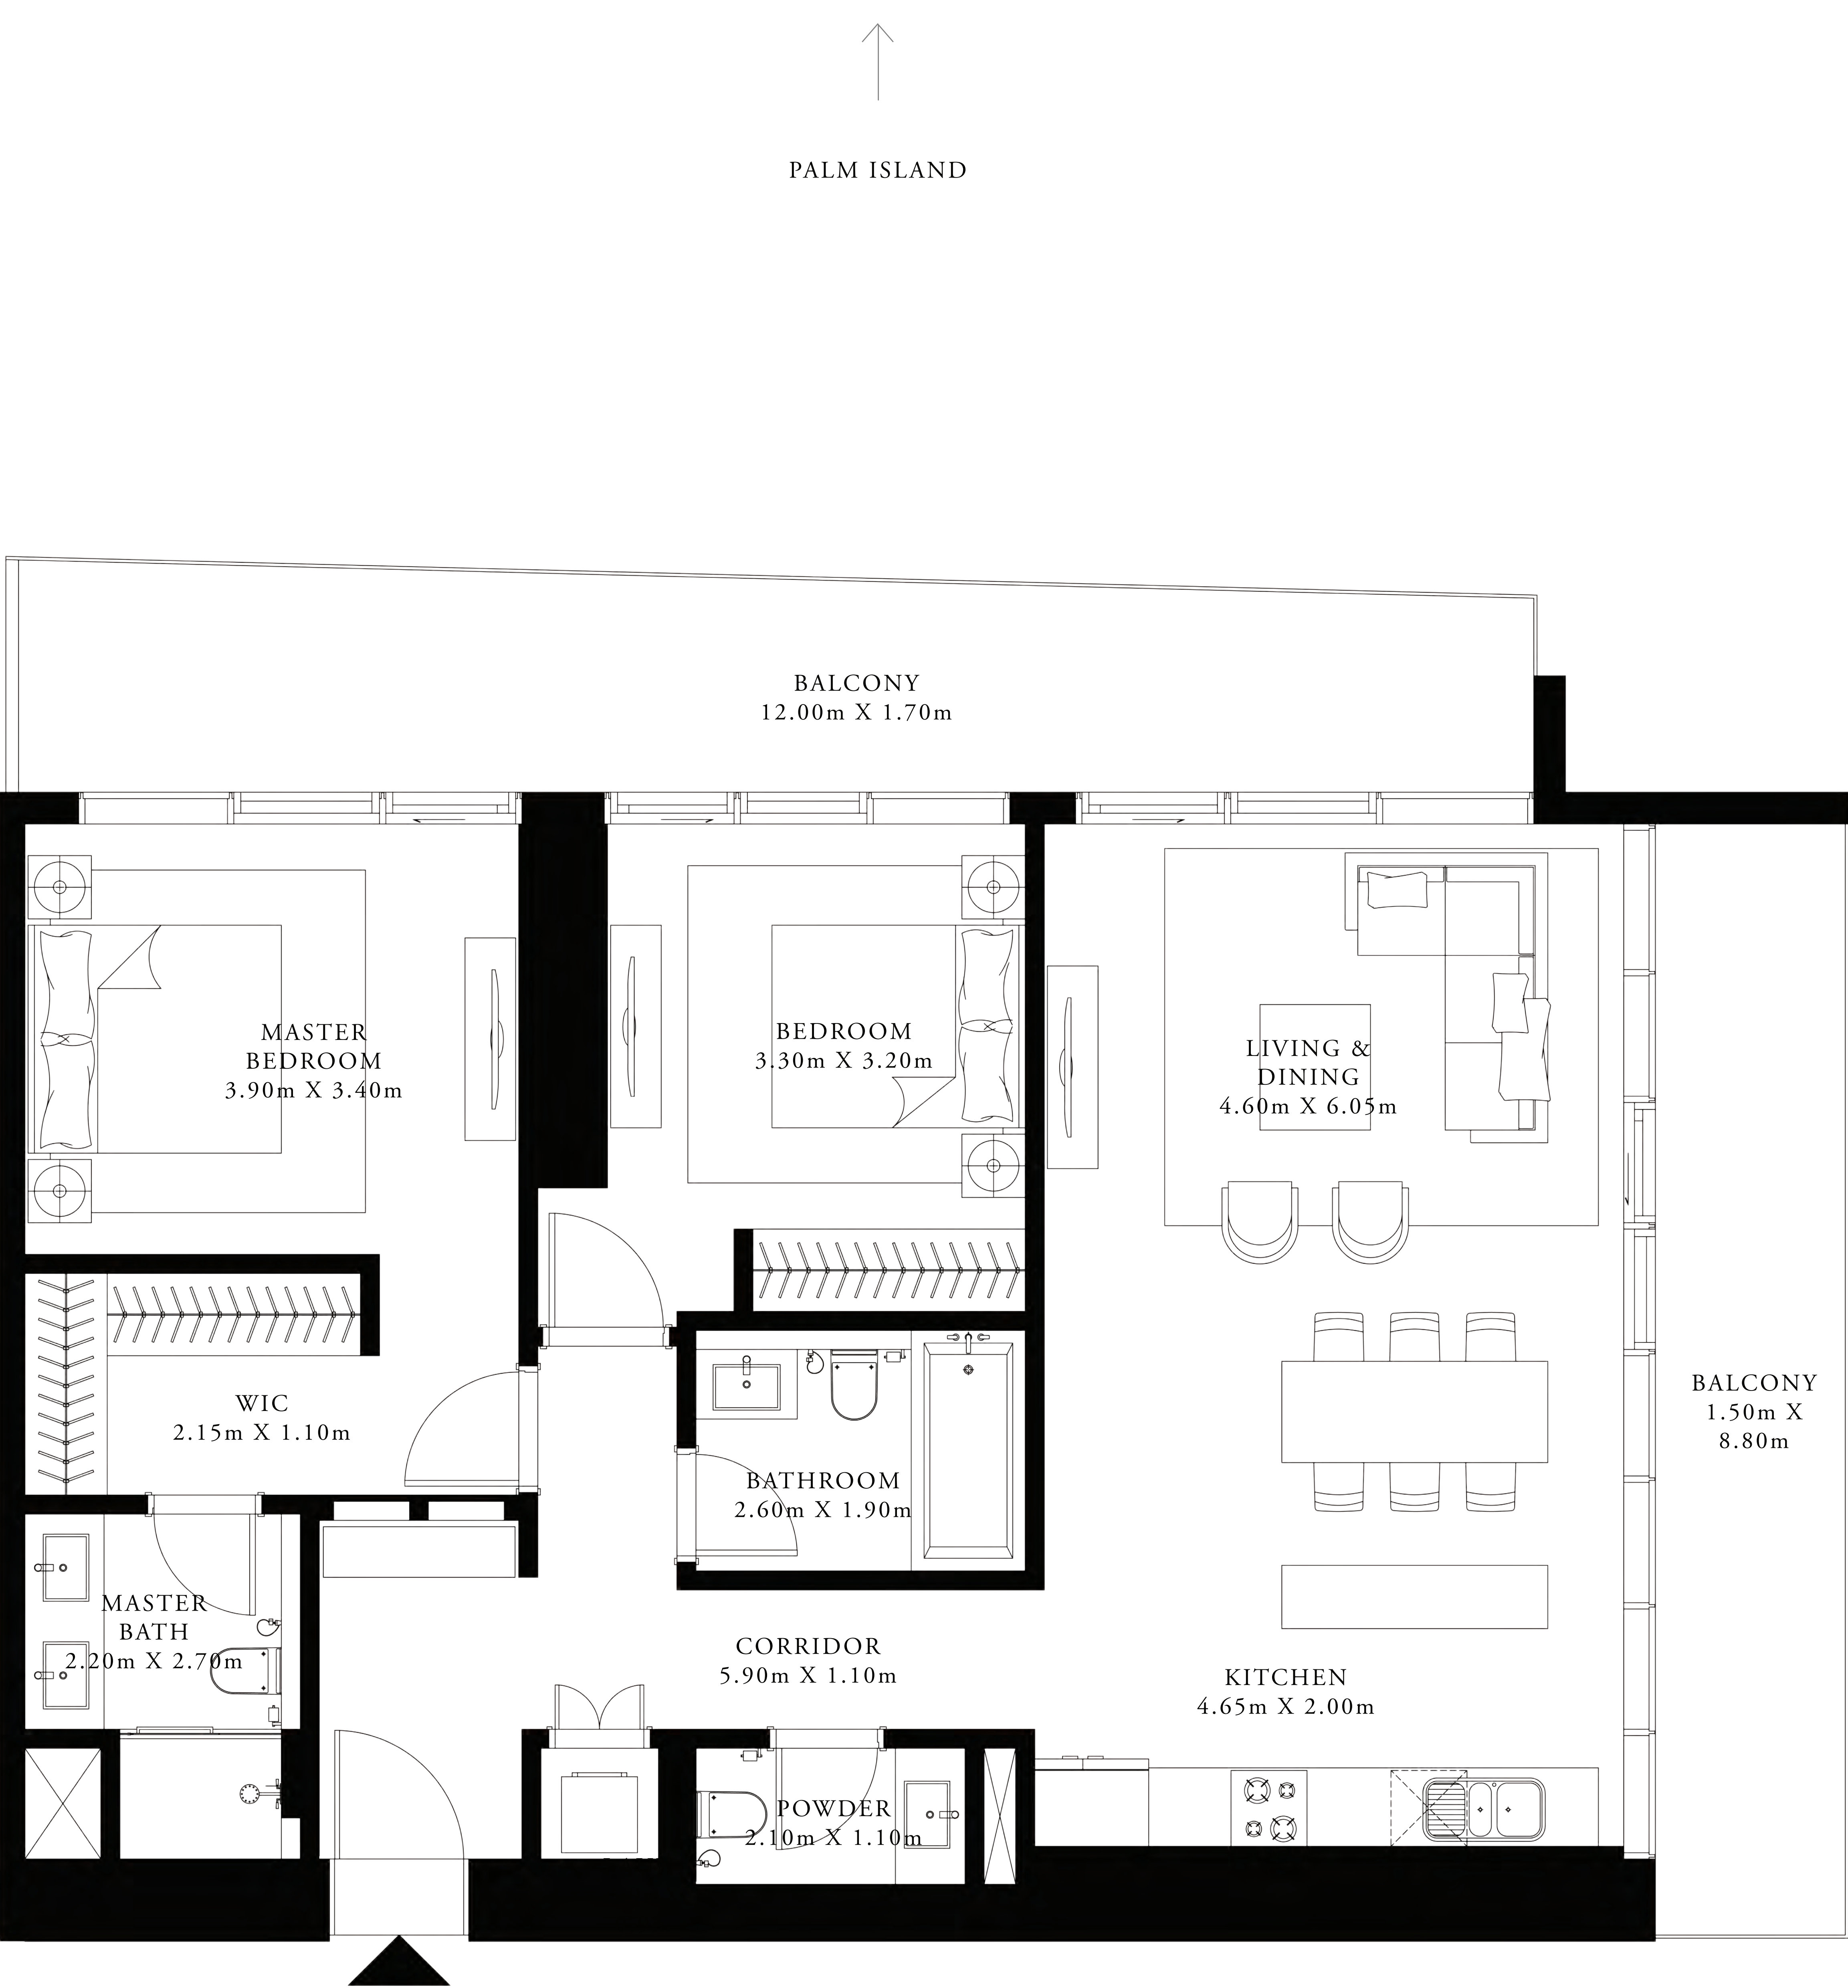 PALM ISLAND
BALCONY
12.00m X 1.70m
MASTER
BEDROOM
3.90m X 3.40m
BEDROOM
3.30m X 3.20m
LIVING &
DINING
4.60m X 6.05m
WIC
2.15m X 1.10m
BALCONY
1.50m X
8.80m
BATHROOM
2.60m X 1.90m
MASTER
BATH
2.20m X 2.70m
CORRIDOR
5.90m X 1.10m
KITCHEN
4.65m X 2.00m
POWDER
2.10m X 1.10m